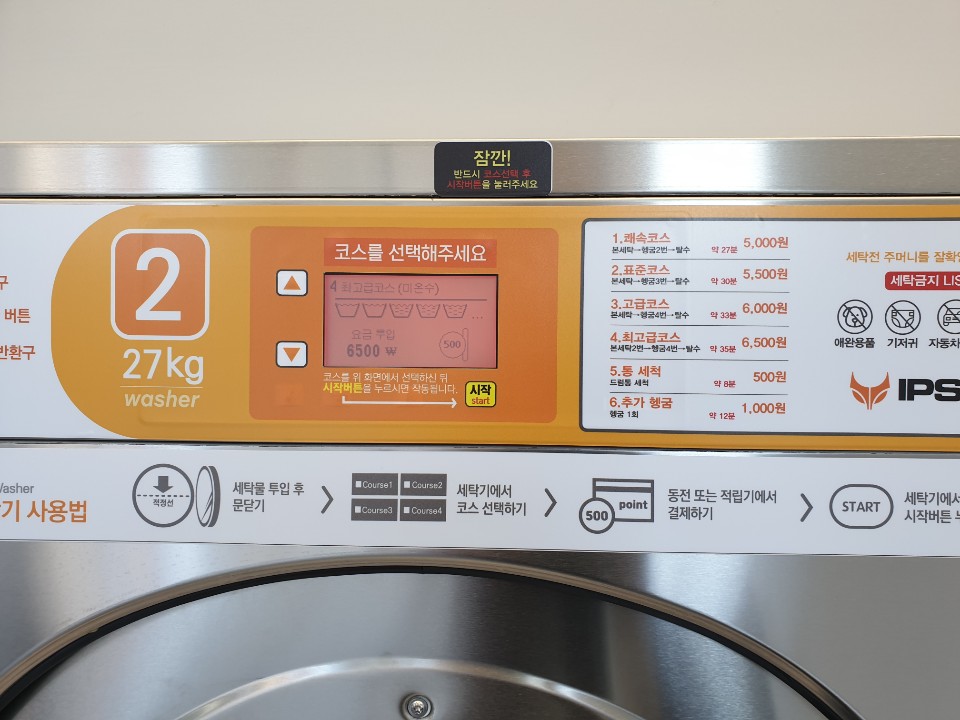 잠깐!
반드시 코스선택 후
시작버튼을 눌러주세요
2
27kg
washer
코스를 선택해주세요
4 최고급코스 (미온수)
...
요금 투입
6500 ₩
500
코스를 위 화면에서 선택하신 뒤
시작버튼을 누르시면 작동됩니다.
시작
start
1.쾌속코스
본세탁→헹굼2번→탈수 약 27분 5,000원
2.표준코스
본세탁→헹굼3번→탈수 약 30분 5,500원
3.고급코스
본세탁→헹굼4번→탈수 약 33분 6,000원
4.최고급코스
본세탁2번→헹굼4번→탈수 약 35분 6,500원
5.통 세척
드럼통 세척 약 8분 500원
6.추가 헹굼
헹굼 1회 약 12분 1,000원
세탁전 주머니를 잘확인
세탁금지 LIS
애완용품 기저귀 자동차
IPS
구
버튼
반환구
Washer
기 사용법
적정선
세탁물 투입 후
문닫기
Course1 Course2
Course3 Course4
세탁기에서
코스 선택하기
500 point
동전 또는 적립기에서
결제하기
START
세탁기에서
시작버튼 누